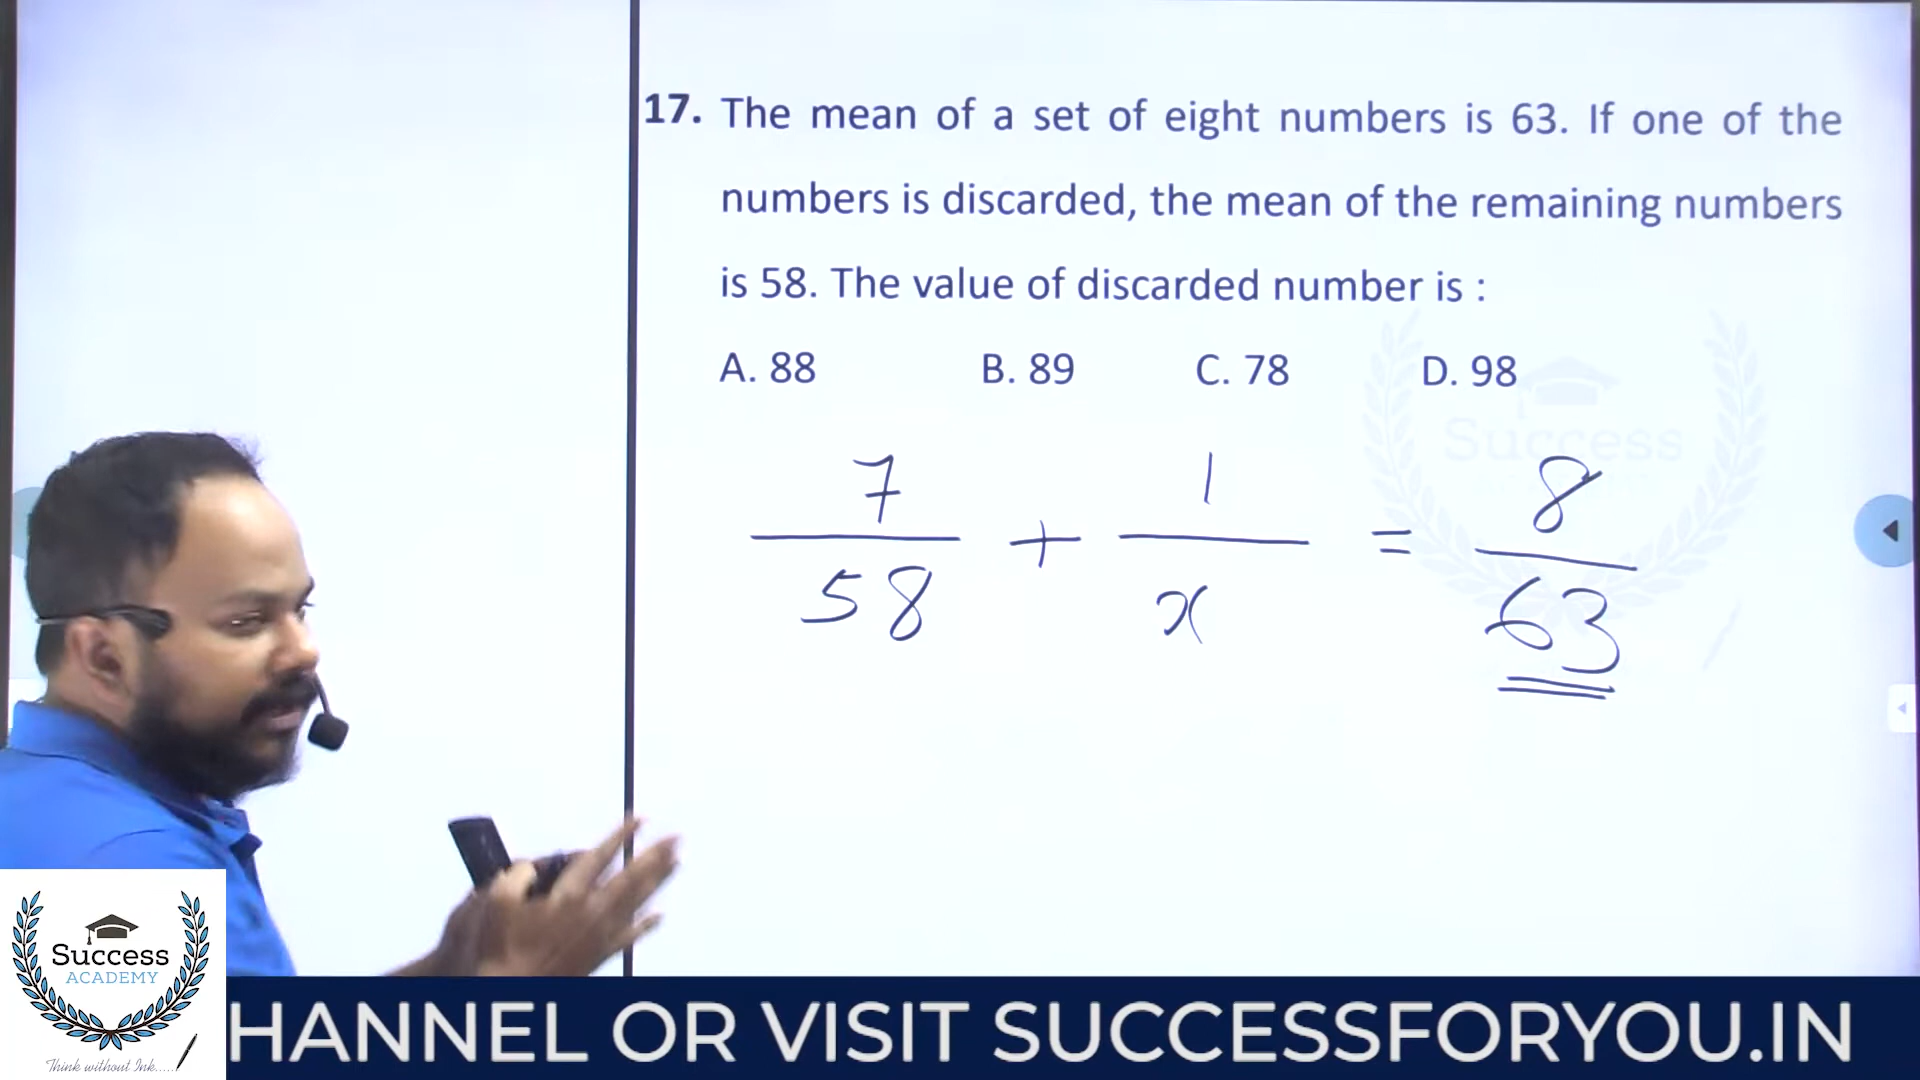 17. The mean of a set of eight numbers is 63. If one of the
numbers is discarded, the mean of the remaining numbers
is 58. The value of discarded number is :
A. 88 B. 89 C. 78 D. 98
Success
7 + 1 = 8
58 x 63
Success
ACADEMY
Think without Ink.....
HANNEL OR VISIT SUCCESSFORYOU.IN